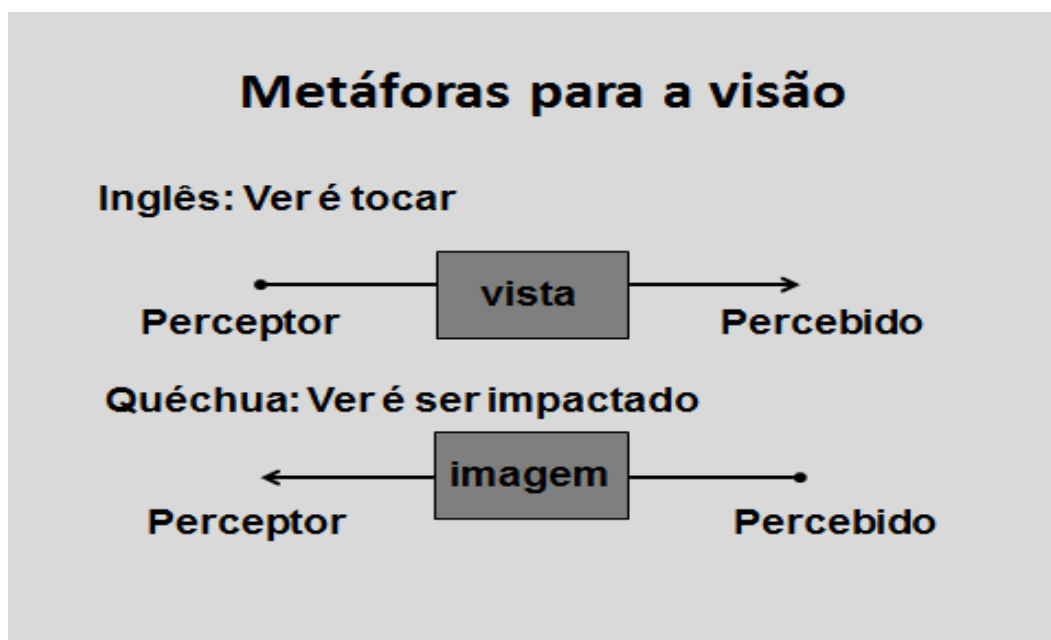 Metáforas para a visão
Inglês: Ver é tocar
vista
Perceptor Percebido
Quéchua: Ver é ser impactado
imagem
Perceptor Percebido